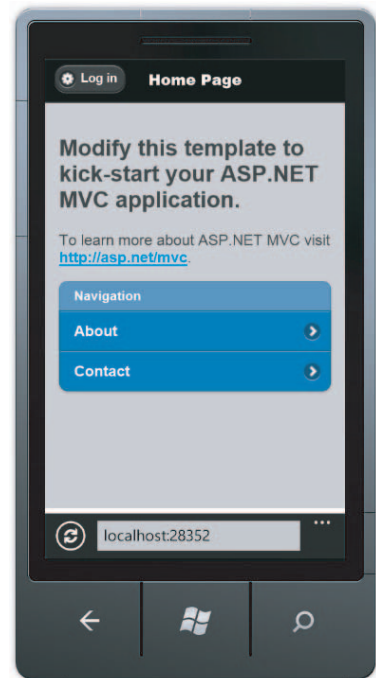 Log in
Home Page
Modify this template to
kick-start your ASP.NET
MVC application.
To learn more about ASP.NET MVC visit
http://asp.net/mvc.
Navigation
About
Contact
localhost:28352